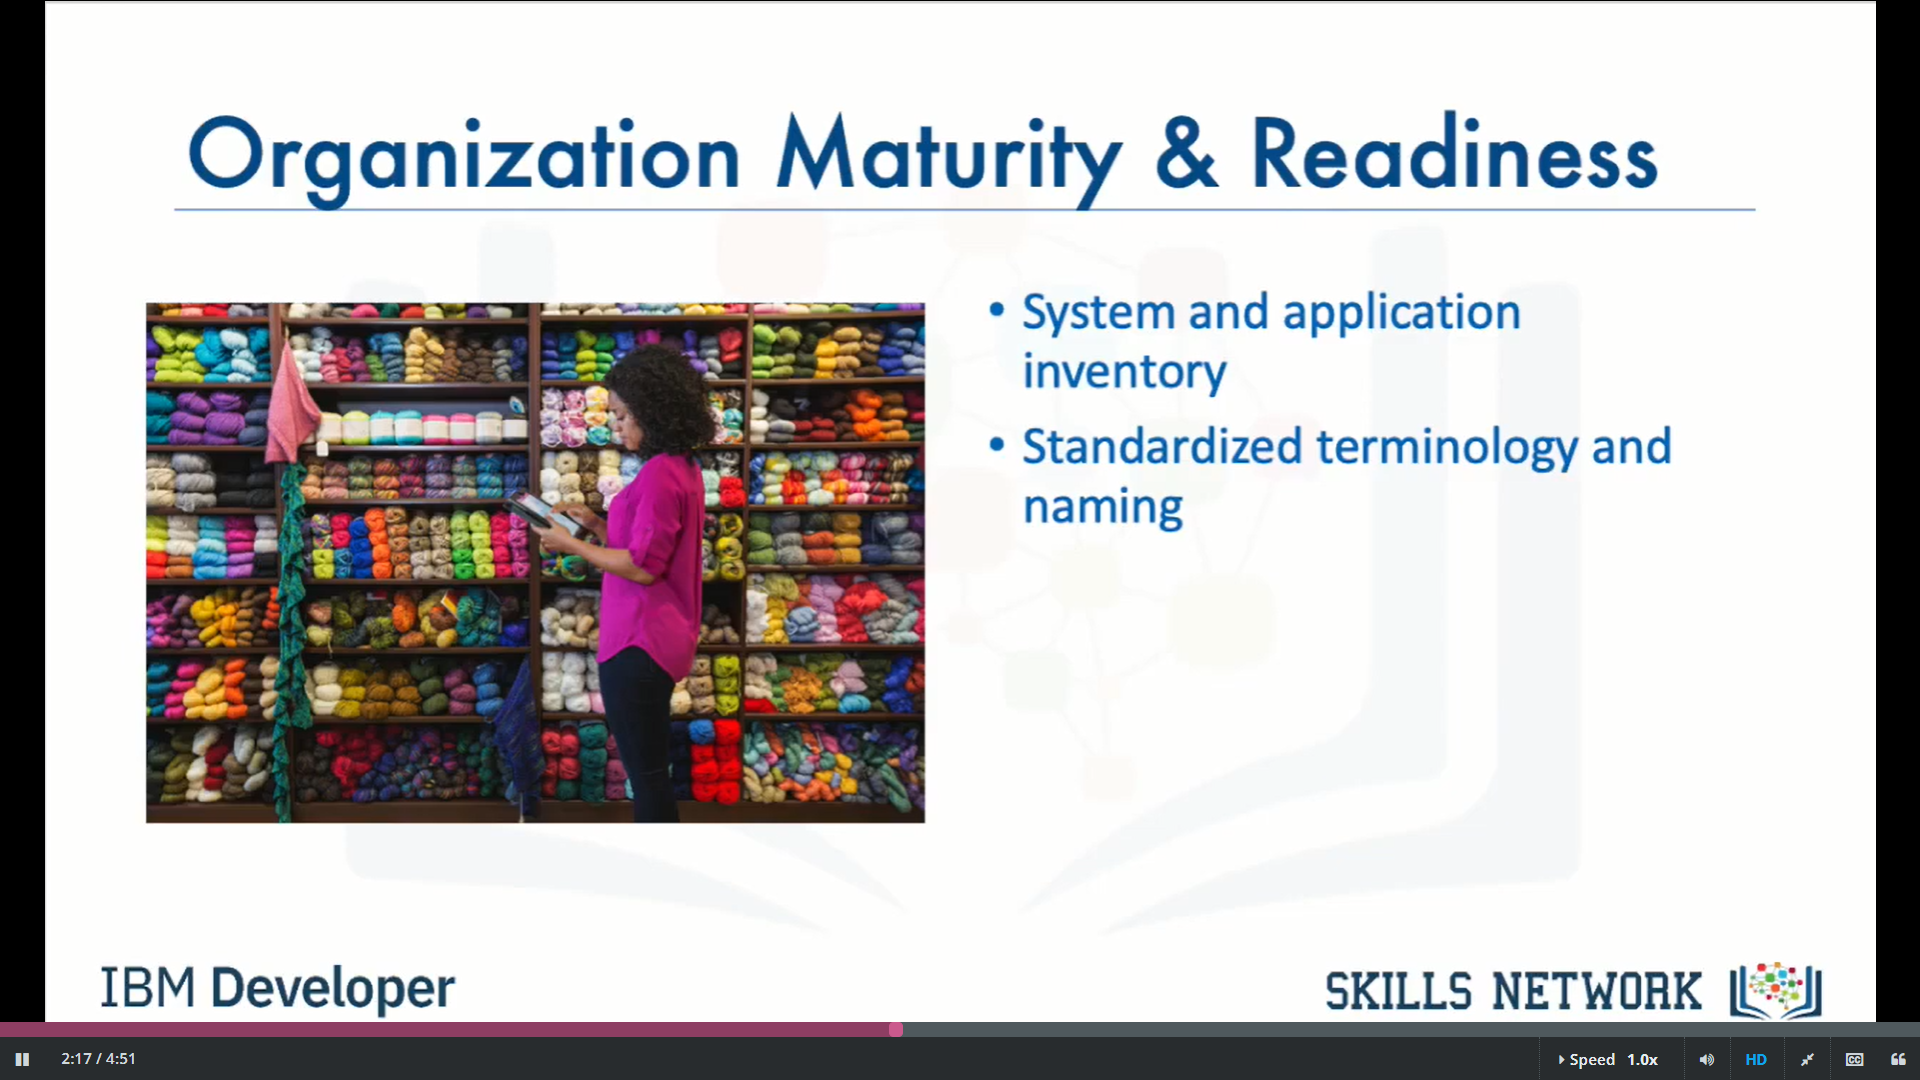 Organization Maturity & Readiness
• System and application
inventory
• Standardized terminology and
naming
IBM Developer
SKILLS NETWORK
2:17 / 4:51
Speed 1.0x
HD
CC